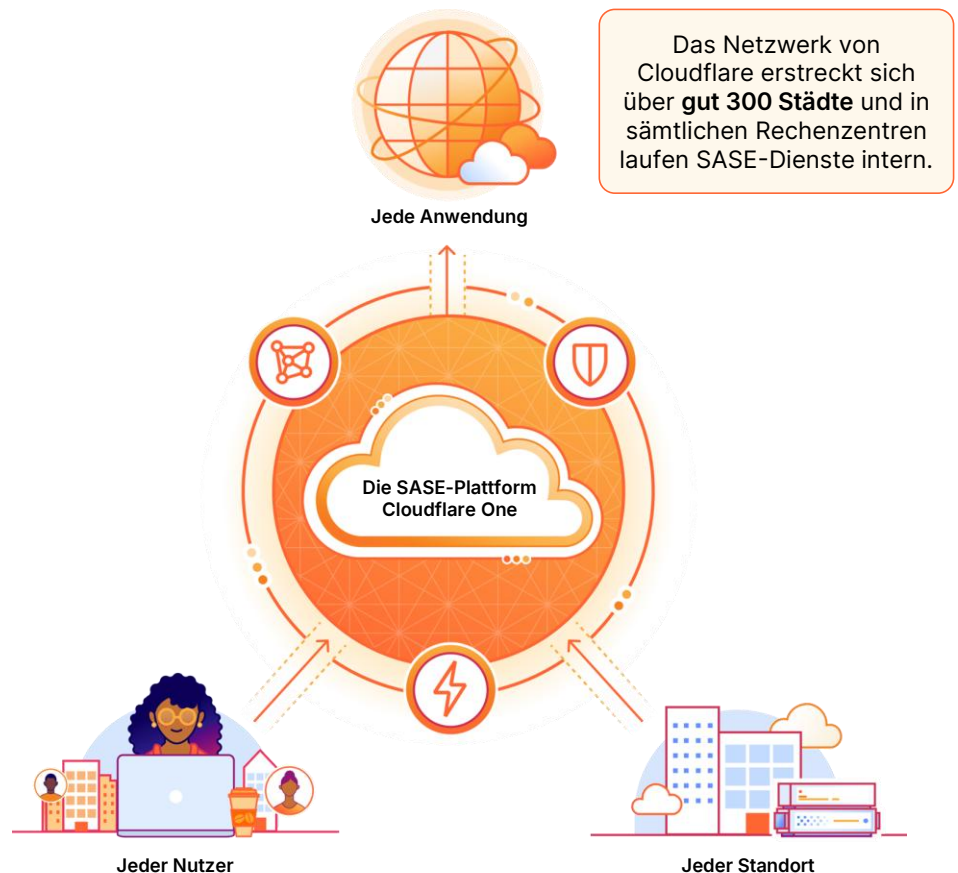 Das Netzwerk von
Cloudflare erstreckt sich
über gut 300 Städte und in
sämtlichen Rechenzentren
laufen SASE-Dienste intern.
Jede Anwendung
Die SASE-Plattform
Cloudflare One
Jeder Nutzer
Jeder Standort